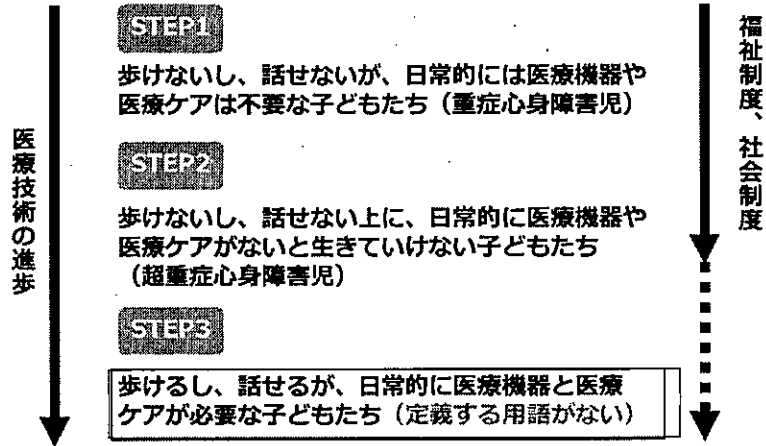 STEP1
歩けないし、話せないが、日常的には医療機器や
医療ケアは不要な子どもたち（重症心身障害児）
STEP2
歩けないし、話せない上に、日常的に医療機器や
医療ケアがないと生きていけない子どもたち
（超重症心身障害児）
STEP3
歩けるし、話せるが、日常的に医療機器と医療
ケアが必要な子どもたち（定義する用語がない）
医療技術の進歩
福祉制度、社会制度